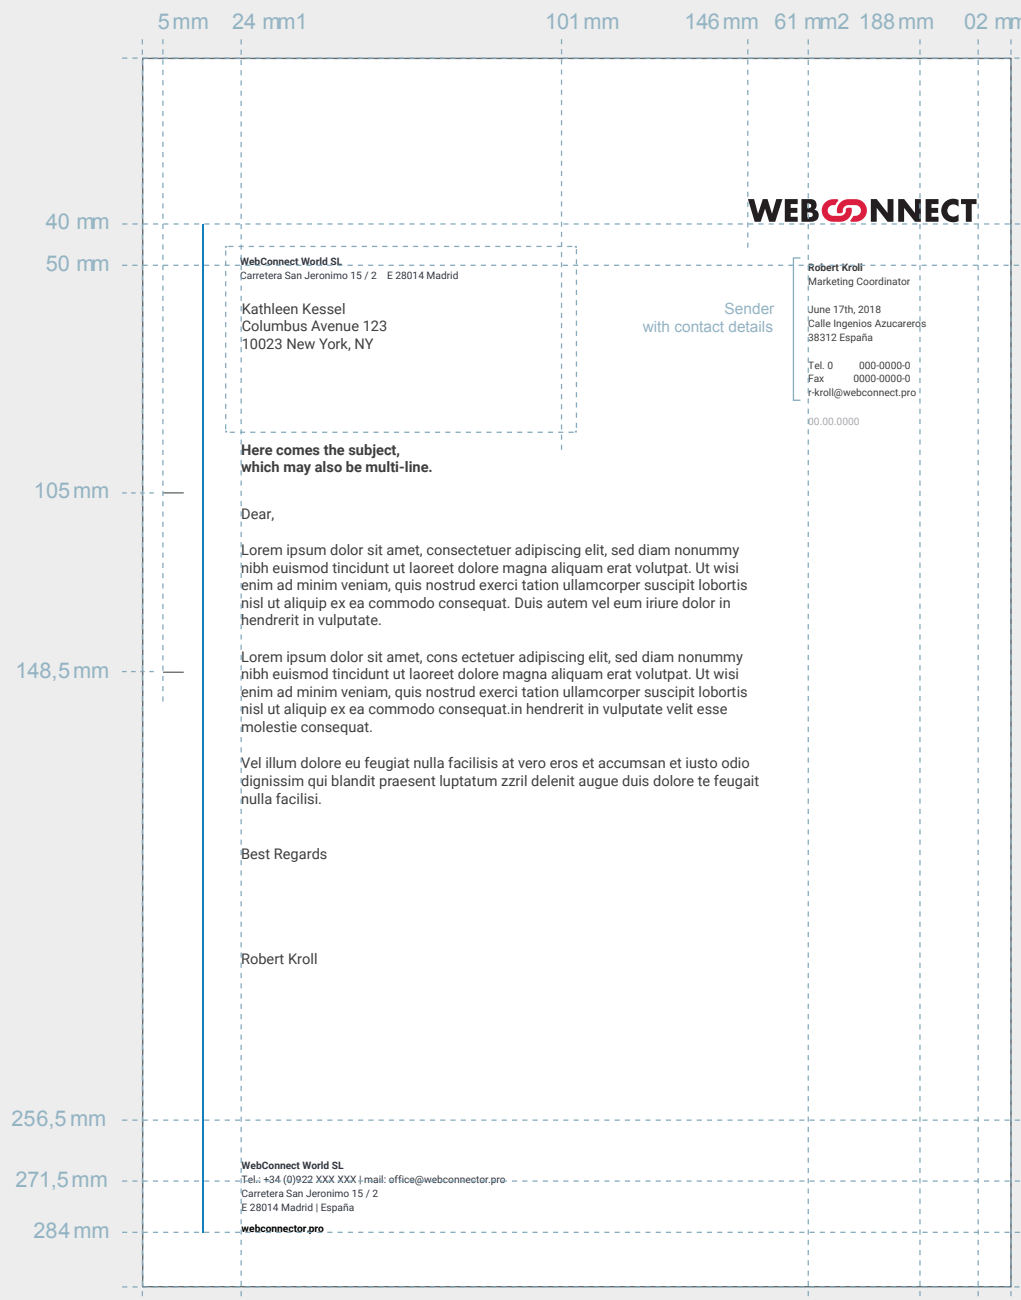 5 mm 24 mm1 101 mm 146 mm 61 mm2 188 mm 02 mm
40 mm
WEBCONNECT
50 mm
WebConnect World SL
Carretera San Jeronimo 15 / 2 E 28014 Madrid
Kathleen Kessel
Columbus Avenue 123
10023 New York, NY
Sender
with contact details
Robert Kroll
Marketing Coordinator
June 17th, 2018
Calle Ingenios Azucareros
38312 España
Tel. 0 000-0000-0
Fax 0000-0000-0
r-kroll@webconnect.pro
00.00.0000
Here comes the subject,
which may also be multi-line.
105 mm
Dear,
Lorem ipsum dolor sit amet, consectetuer adipiscing elit, sed diam nonummy
nibh euismod tincidunt ut laoreet dolore magna aliquam erat volutpat. Ut wisi
enim ad minim veniam, quis nostrud exerci tation ullamcorper suscipit lobortis
nisl ut aliquip ex ea commodo consequat. Duis autem vel eum iriure dolor in
hendrerit in vulputate.
148,5 mm
Lorem ipsum dolor sit amet, cons ectetuer adipiscing elit, sed diam nonummy
nibh euismod tincidunt ut laoreet dolore magna aliquam erat volutpat. Ut wisi
enim ad minim veniam, quis nostrud exerci tation ullamcorper suscipit lobortis
nisl ut aliquip ex ea commodo consequat.in hendrerit in vulputate velit esse
molestie consequat.
Vel illum dolore eu feugiat nulla facilisis at vero eros et accumsan et iusto odio
dignissim qui blandit praesent luptatum zzril delenit augue duis dolore te feugait
nulla facilisi.
Best Regards
Robert Kroll
256,5 mm
WebConnect World SL
271,5 mm
Tel.: +34 (0)922 XXX XXX | mail: office@webconnector.pro
Carretera San Jeronimo 15 / 2
E 28014 Madrid | España
284 mm
webconnector.pro